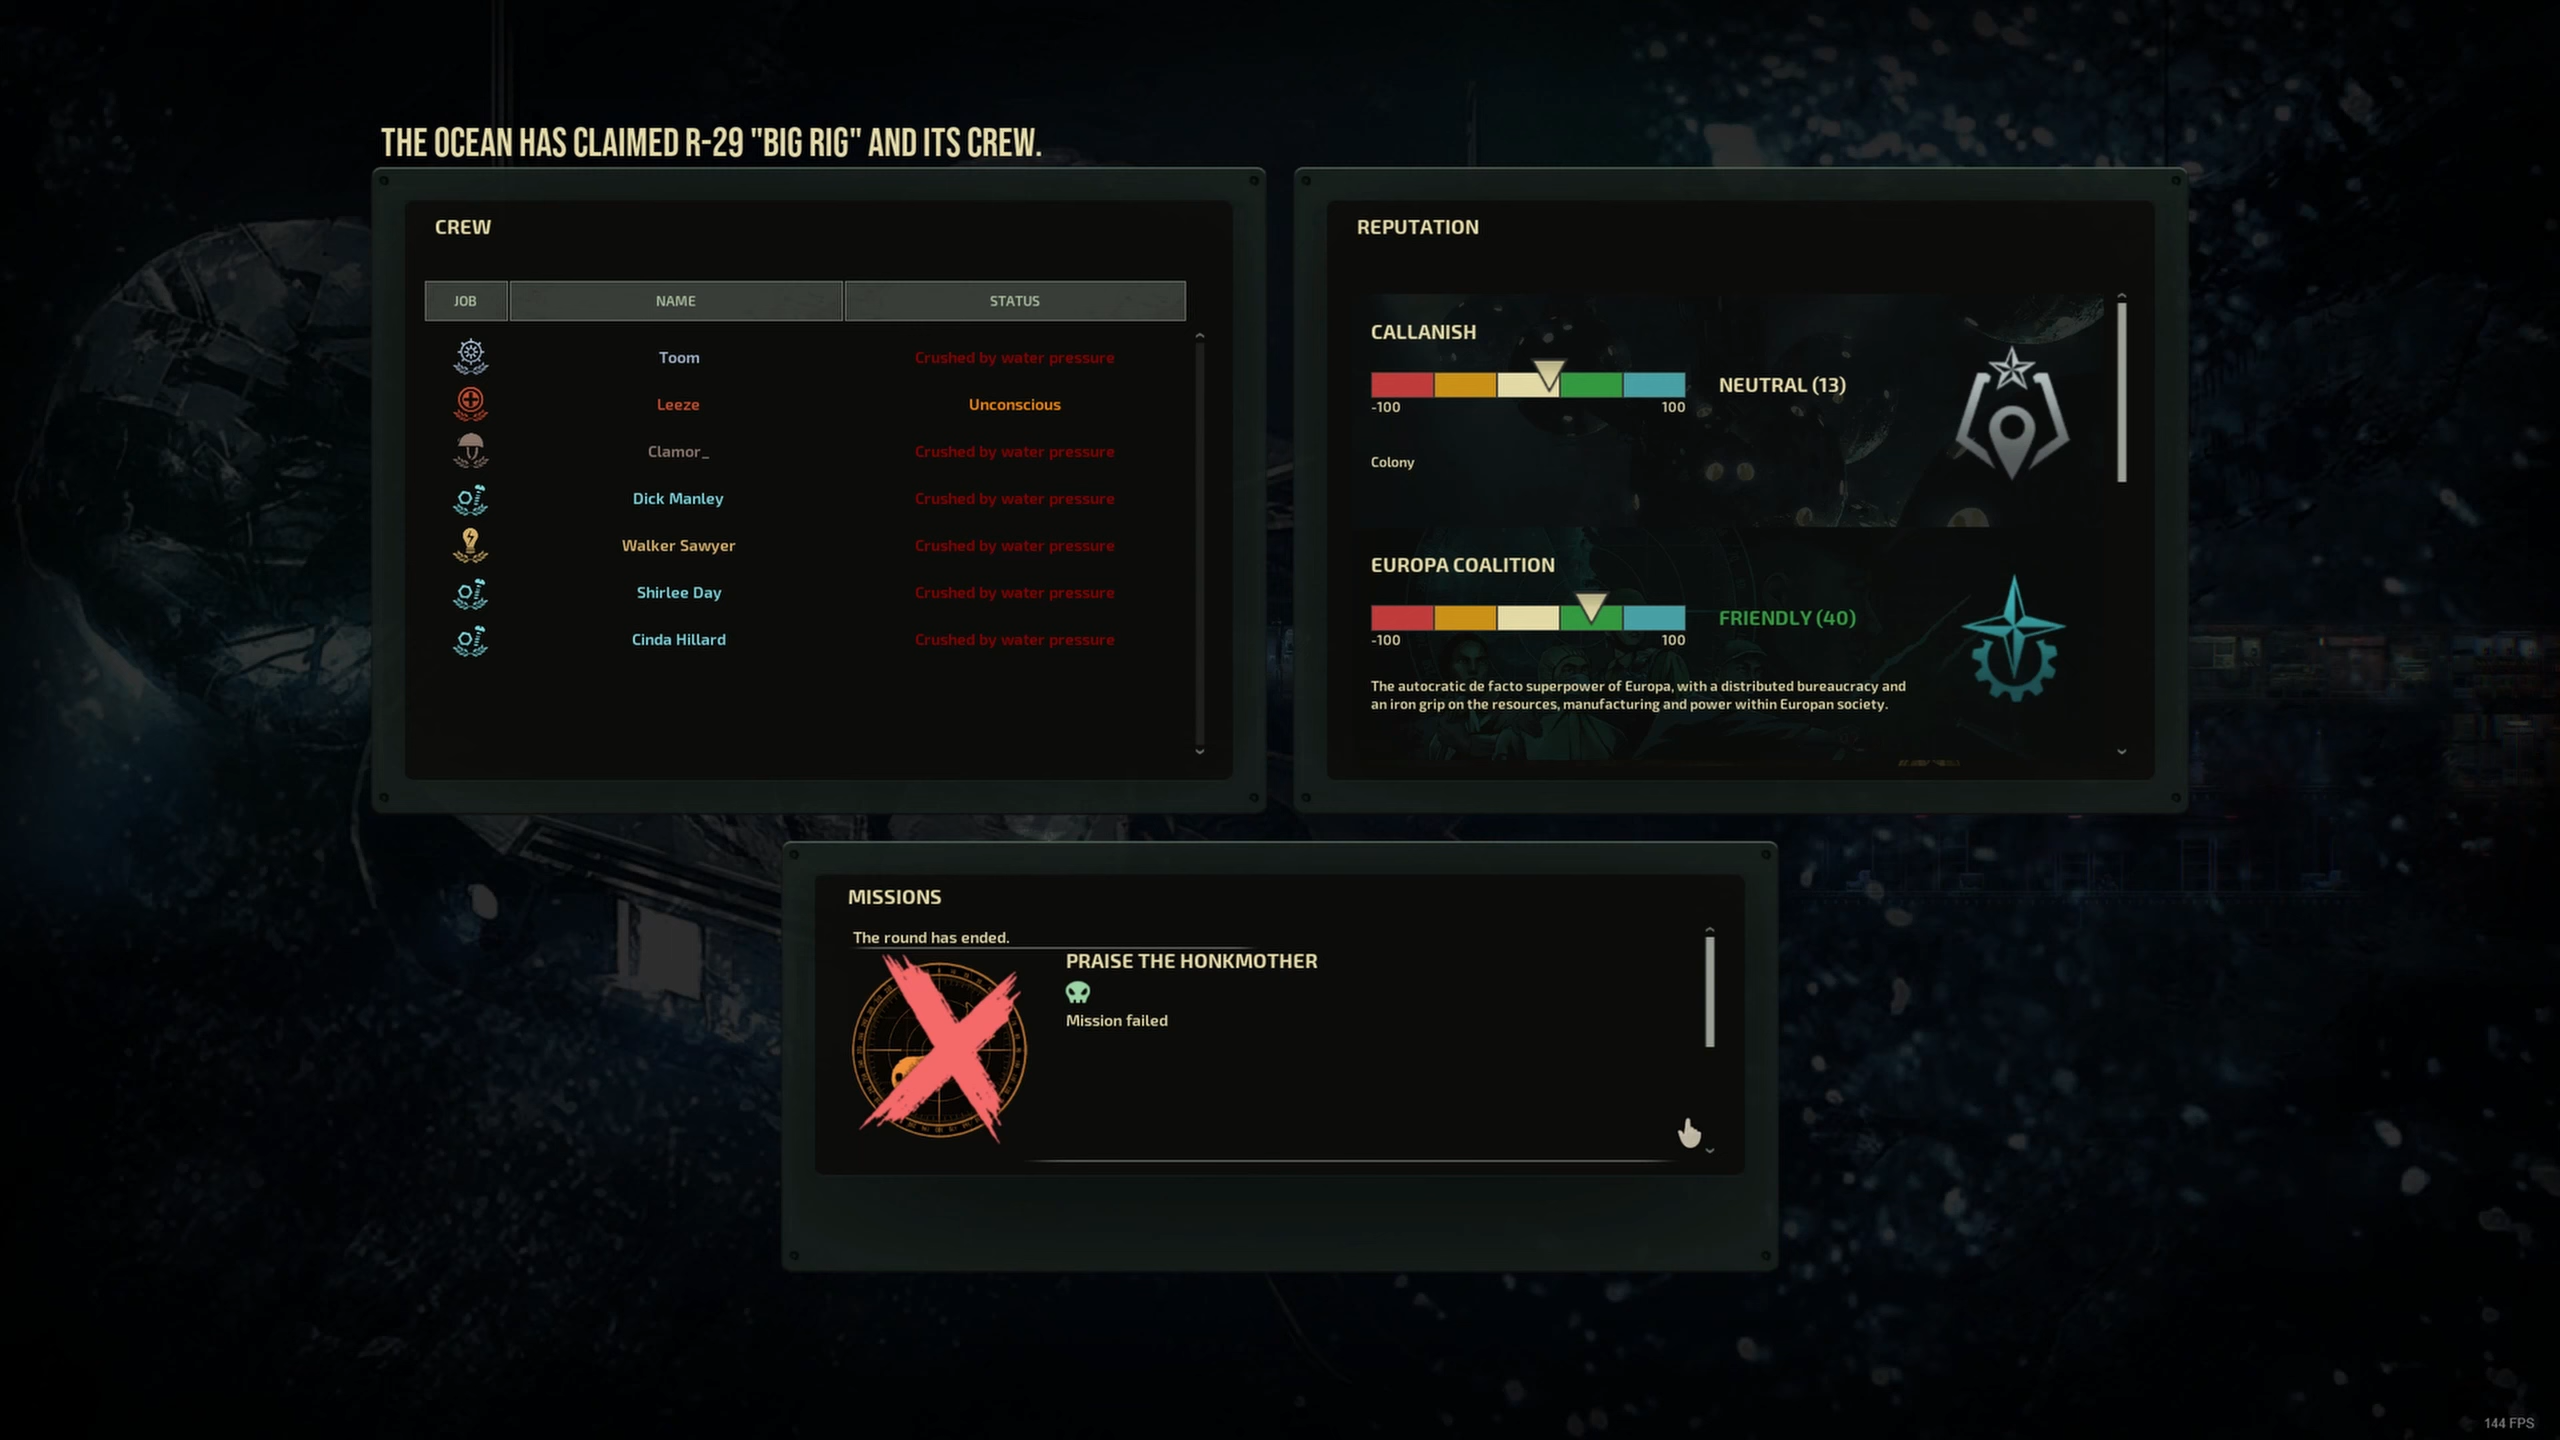 THE OCEAN HAS CLAIMED R-29 "BIG RIG" AND ITS CREW.
CREW
JOB NAME STATUS
Toom Crushed by water pressure
Leeze Unconscious
Clamor_ Crushed by water pressure
Dick Manley Crushed by water pressure
Walker Sawyer Crushed by water pressure
Shirlee Day Crushed by water pressure
Cinda Hillard Crushed by water pressure
REPUTATION
CALLANISH
NEUTRAL (13)
-100 100
Colony
EUROPA COALITION
FRIENDLY (40)
-100 100
The autocratic de facto superpower of Europa, with a distributed bureaucracy and
an iron grip on the resources, manufacturing and power within Europan society.
MISSIONS
The round has ended.
PRAISE THE HONKMOTHER
Mission failed
144 FPS